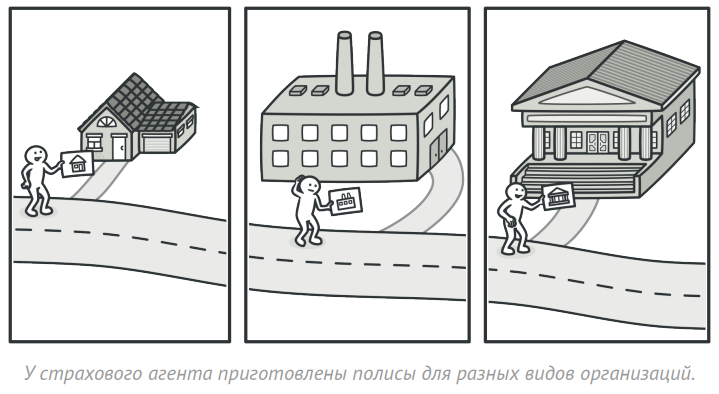 У страхового агента приготовлены полисы для разных видов организаций.